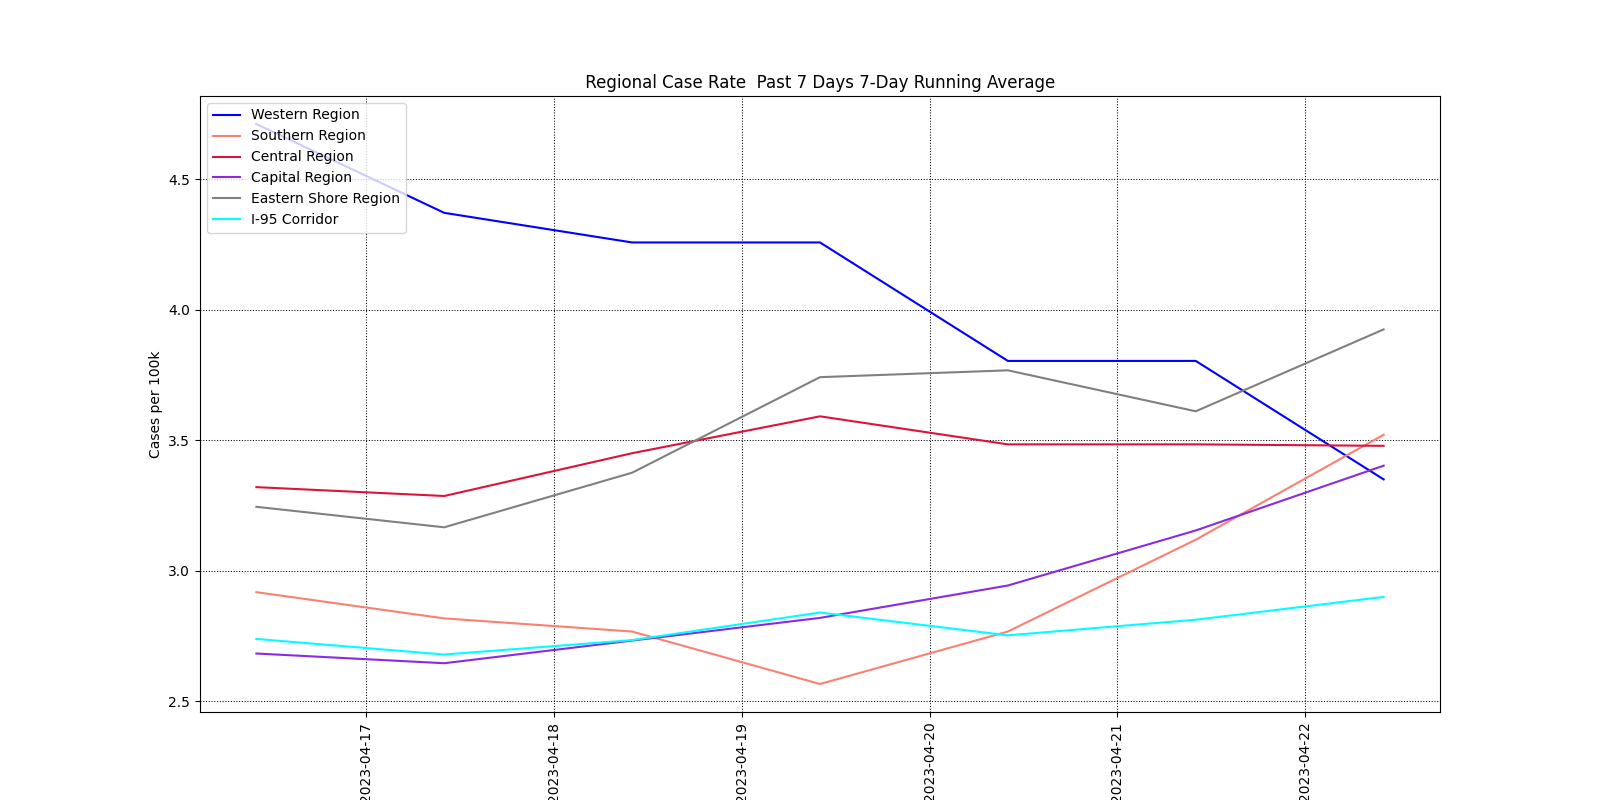 Regional Case Rate  Past 7 Days 7-Day Running Average
Western Region
Southern Region
Central Region
Capital Region
Eastern Shore Region
I-95 Corridor
Cases per 100k
4.5
4.0
3.5
3.0
2.5
2023-04-17
2023-04-18
2023-04-19
2023-04-20
2023-04-21
2023-04-22